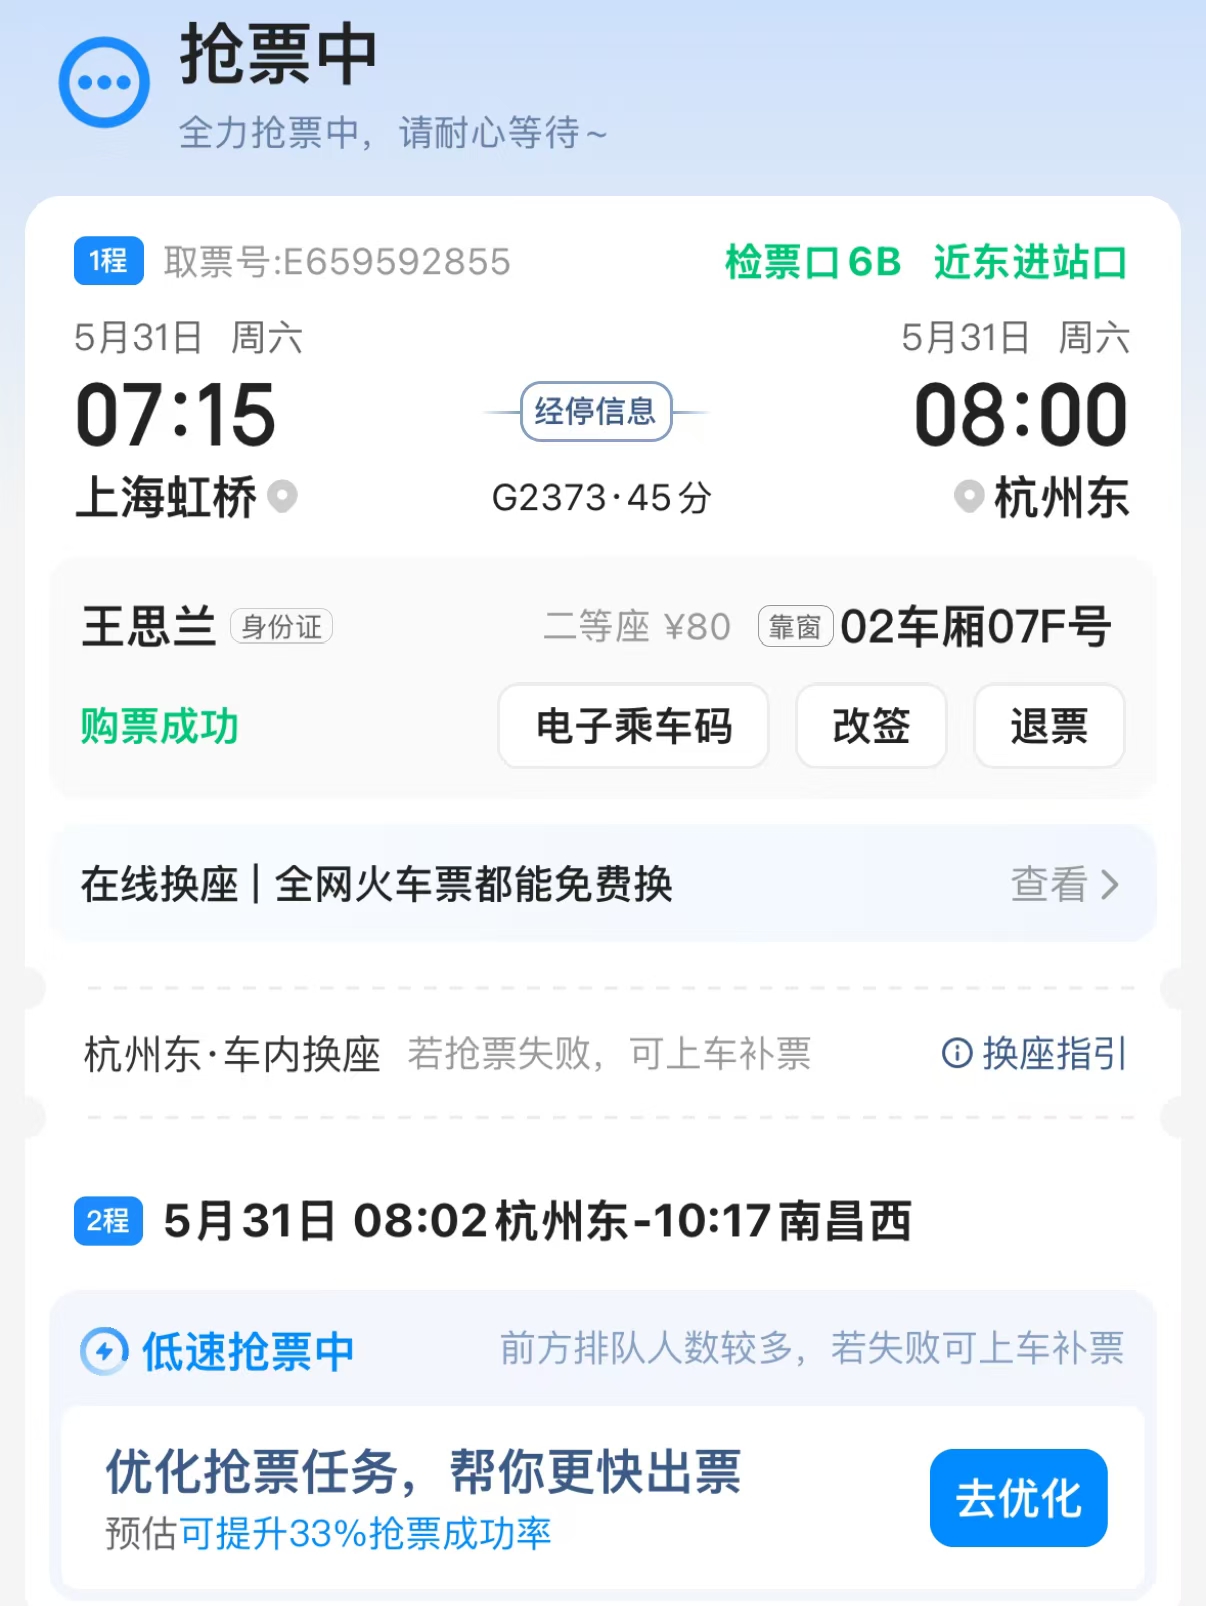 抢票中
全力抢票中，请耐心等待~
1程 取票号:E659592855 检票口6B 近东进站口
5月31日 周六 5月31日 周六
07:15 经停信息 08:00
上海虹桥 G2373·45分 杭州东
王思兰 身份证 二等座 ¥80 靠窗 02车厢07F号
购票成功 电子乘车码 改签 退票
在线换座 | 全网火车票都能免费换 查看 >
杭州东·车内换座 若抢票失败，可上车补票 换座指引
2程 5月31日 08:02杭州东-10:17南昌西
低速抢票中 前方排队人数较多，若失败可上车补票
优化抢票任务，帮你更快出票
预估可提升33%抢票成功率 去优化